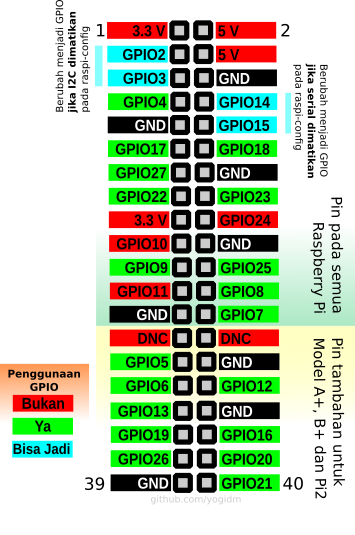 Berubah menjadi GPIO
jika I2C dimatikan
pada raspi-config
1
3.3 V
5 V
2
GPIO2
5 V
GPIO3
GND
GPIO4
GPIO14
GND
GPIO15
GPIO17
GPIO18
GPIO27
GND
GPIO22
GPIO23
3.3 V
GPIO24
GPIO10
GND
GPIO9
GPIO25
GPIO11
GPIO8
GND
GPIO7
DNC
DNC
GPIO5
GND
GPIO6
GPIO12
GPIO13
GND
GPIO19
GPIO16
GPIO26
GPIO20
39
GND
GPIO21
40
Berubah menjadi GPIO
jika serial dimatikan
pada raspi-config
Pin pada semua
Raspberry Pi
Pin tambahan untuk
Model A+, B+ dan Pi2
Penggunaan
GPIO
Bukan
Ya
Bisa Jadi
github.com/yogidm